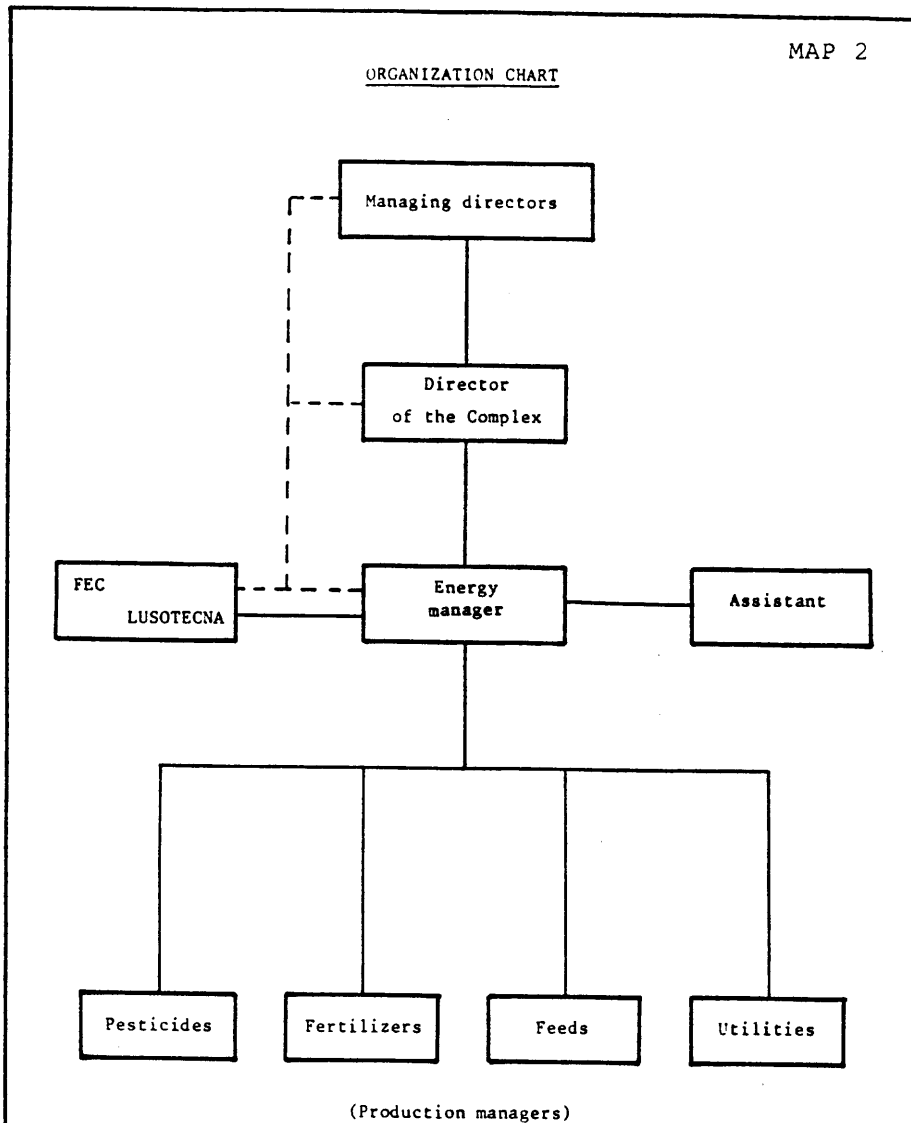 MAP 2
ORGANIZATION CHART
Managing directors
Director
of the Complex
FEC
LUSOTECNA
Energy
manager
Assistant
Pesticides
Fertilizers
Feeds
Utilities
(Production managers)